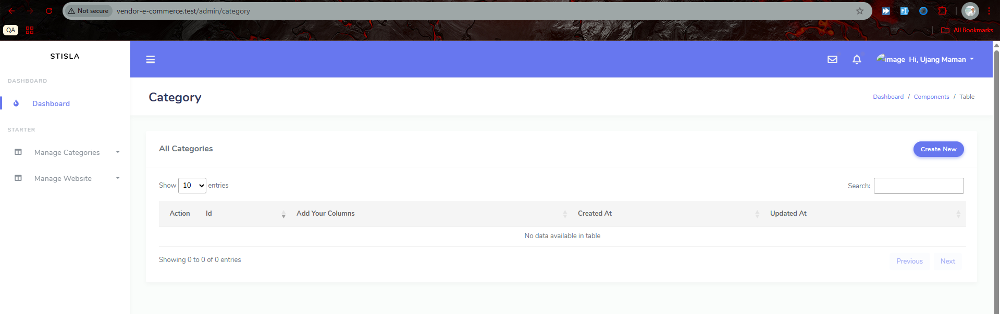 Not secure
vendor-e-commerce.test/admin/category
QA
All Bookmarks
STISLA
Hi, Ujang Maman
image
DASHBOARD
Dashboard
STARTER
Manage Categories
Manage Website
Category
Dashboard / Components / Table
All Categories
Create New
Show 10 entries
Search:
Action Id Add Your Columns Created At Updated At
No data available in table
Showing 0 to 0 of 0 entries
Previous Next